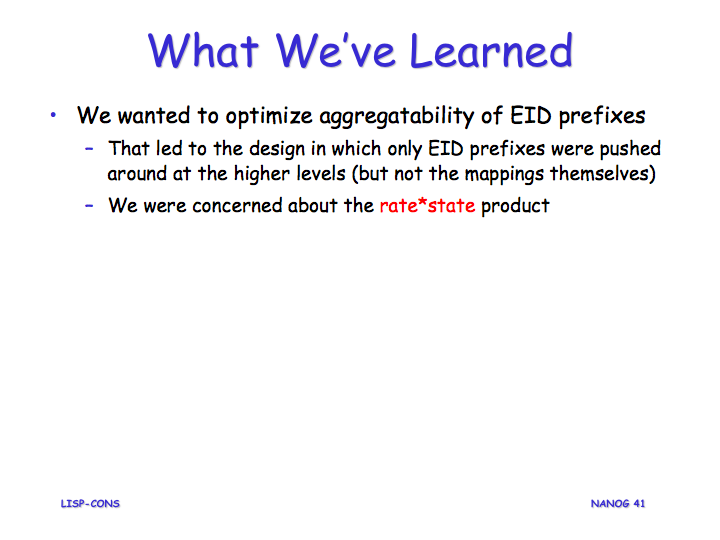 What We've Learned
• We wanted to optimize aggregatability of EID prefixes
– That led to the design in which only EID prefixes were pushed
around at the higher levels (but not the mappings themselves)
– We were concerned about the rate*state product
LISP-CONS
NANOG 41